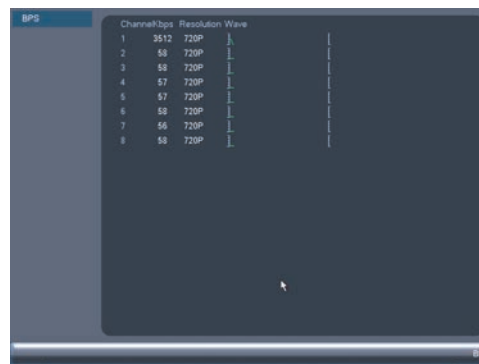 BPS
Channel Kbps Resolution Wave
1 3512 720P
2 58 720P
3 58 720P
4 57 720P
5 57 720P
6 58 720P
7 56 720P
8 58 720P